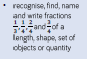 • recognise, find, name
and write fractions
1/3, 1/4, 2/4 and 3/4 of a
length, shape, set of
objects or quantity